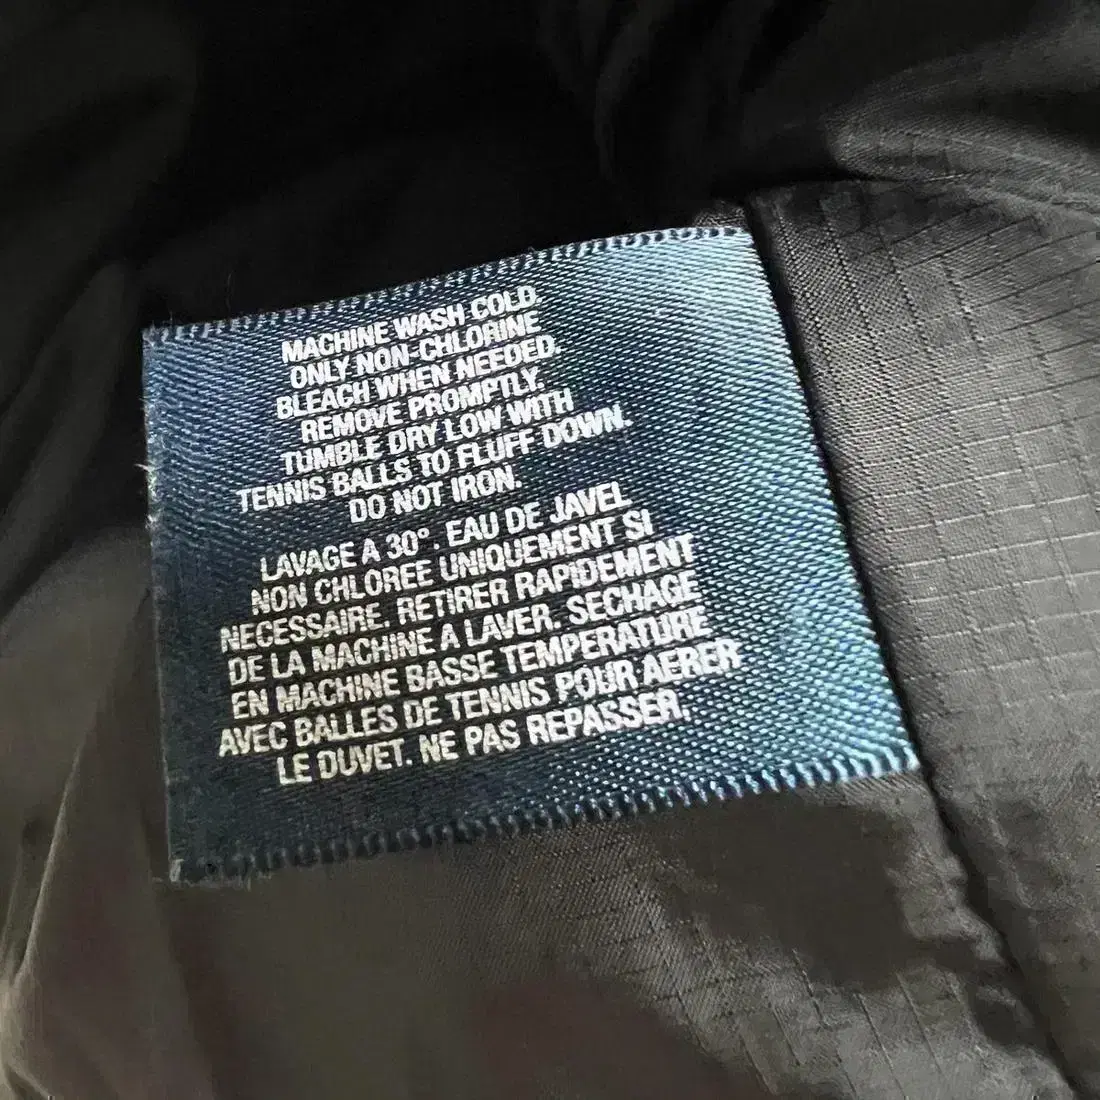 MACHINE WASH COLD.
ONLY NON-CHLORINE
BLEACH WHEN NEEDED.
REMOVE PROMPTLY.
TUMBLE DRY LOW WITH
TENNIS BALLS TO FLUFF DOWN.
DO NOT IRON.
LAVAGE A 30°. EAU DE JAVEL
NON CHLOREE UNIQUEMENT SI
NECESSAIRE. RETIRER RAPIDEMENT
DE LA MACHINE A LAVER. SECHAGE
EN MACHINE BASSE TEMPERATURE
AVEC BALLES DE TENNIS POUR AERER
LE DUVET. NE PAS REPASSER.